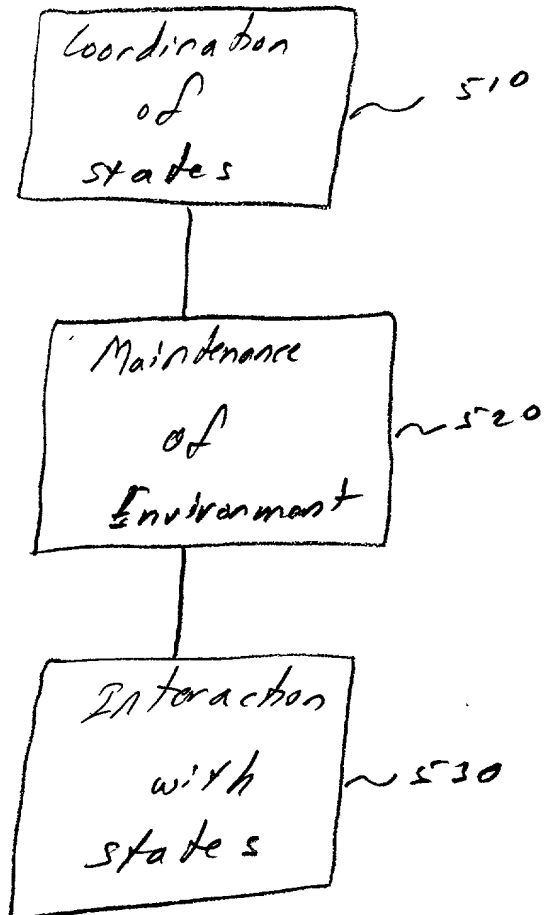 Coordination
of
states
510
Maintenance
of
Environment
520
Interaction
with
states
530